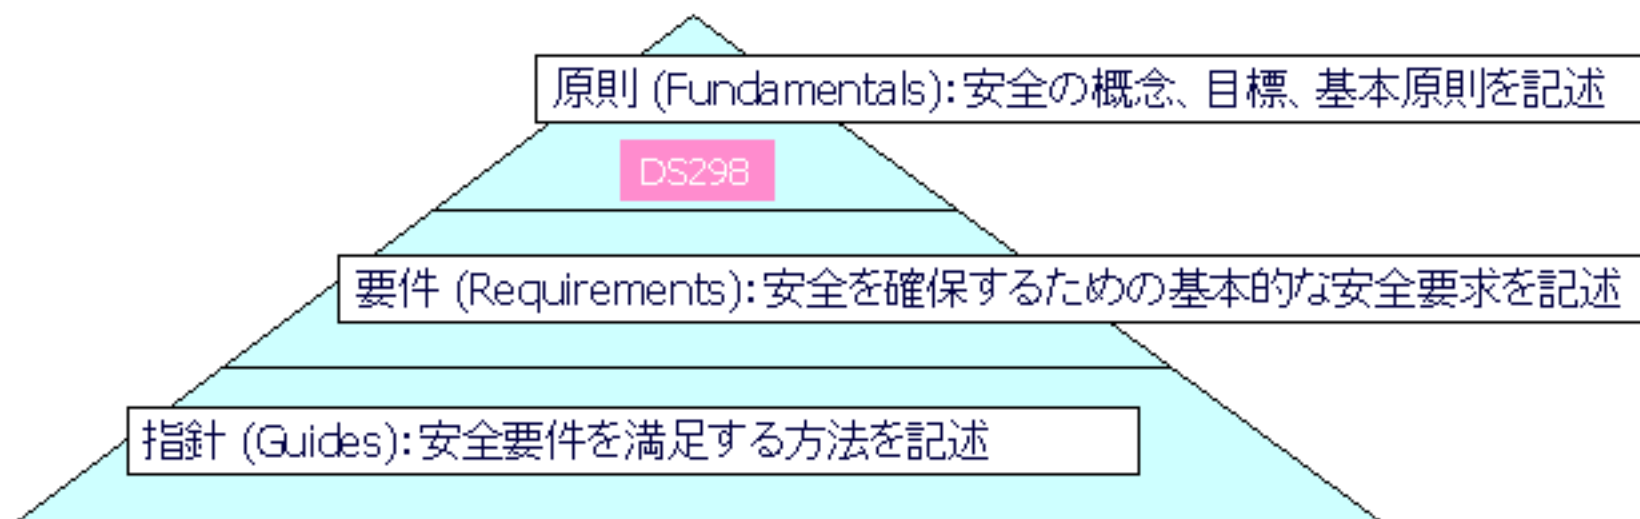 原則 (Fundamentals):安全の概念、目標、基本原則を記述
DS298
要件 (Requirements):安全を確保するための基本的な安全要求を記述
指針 (Guides):安全要件を満足する方法を記述